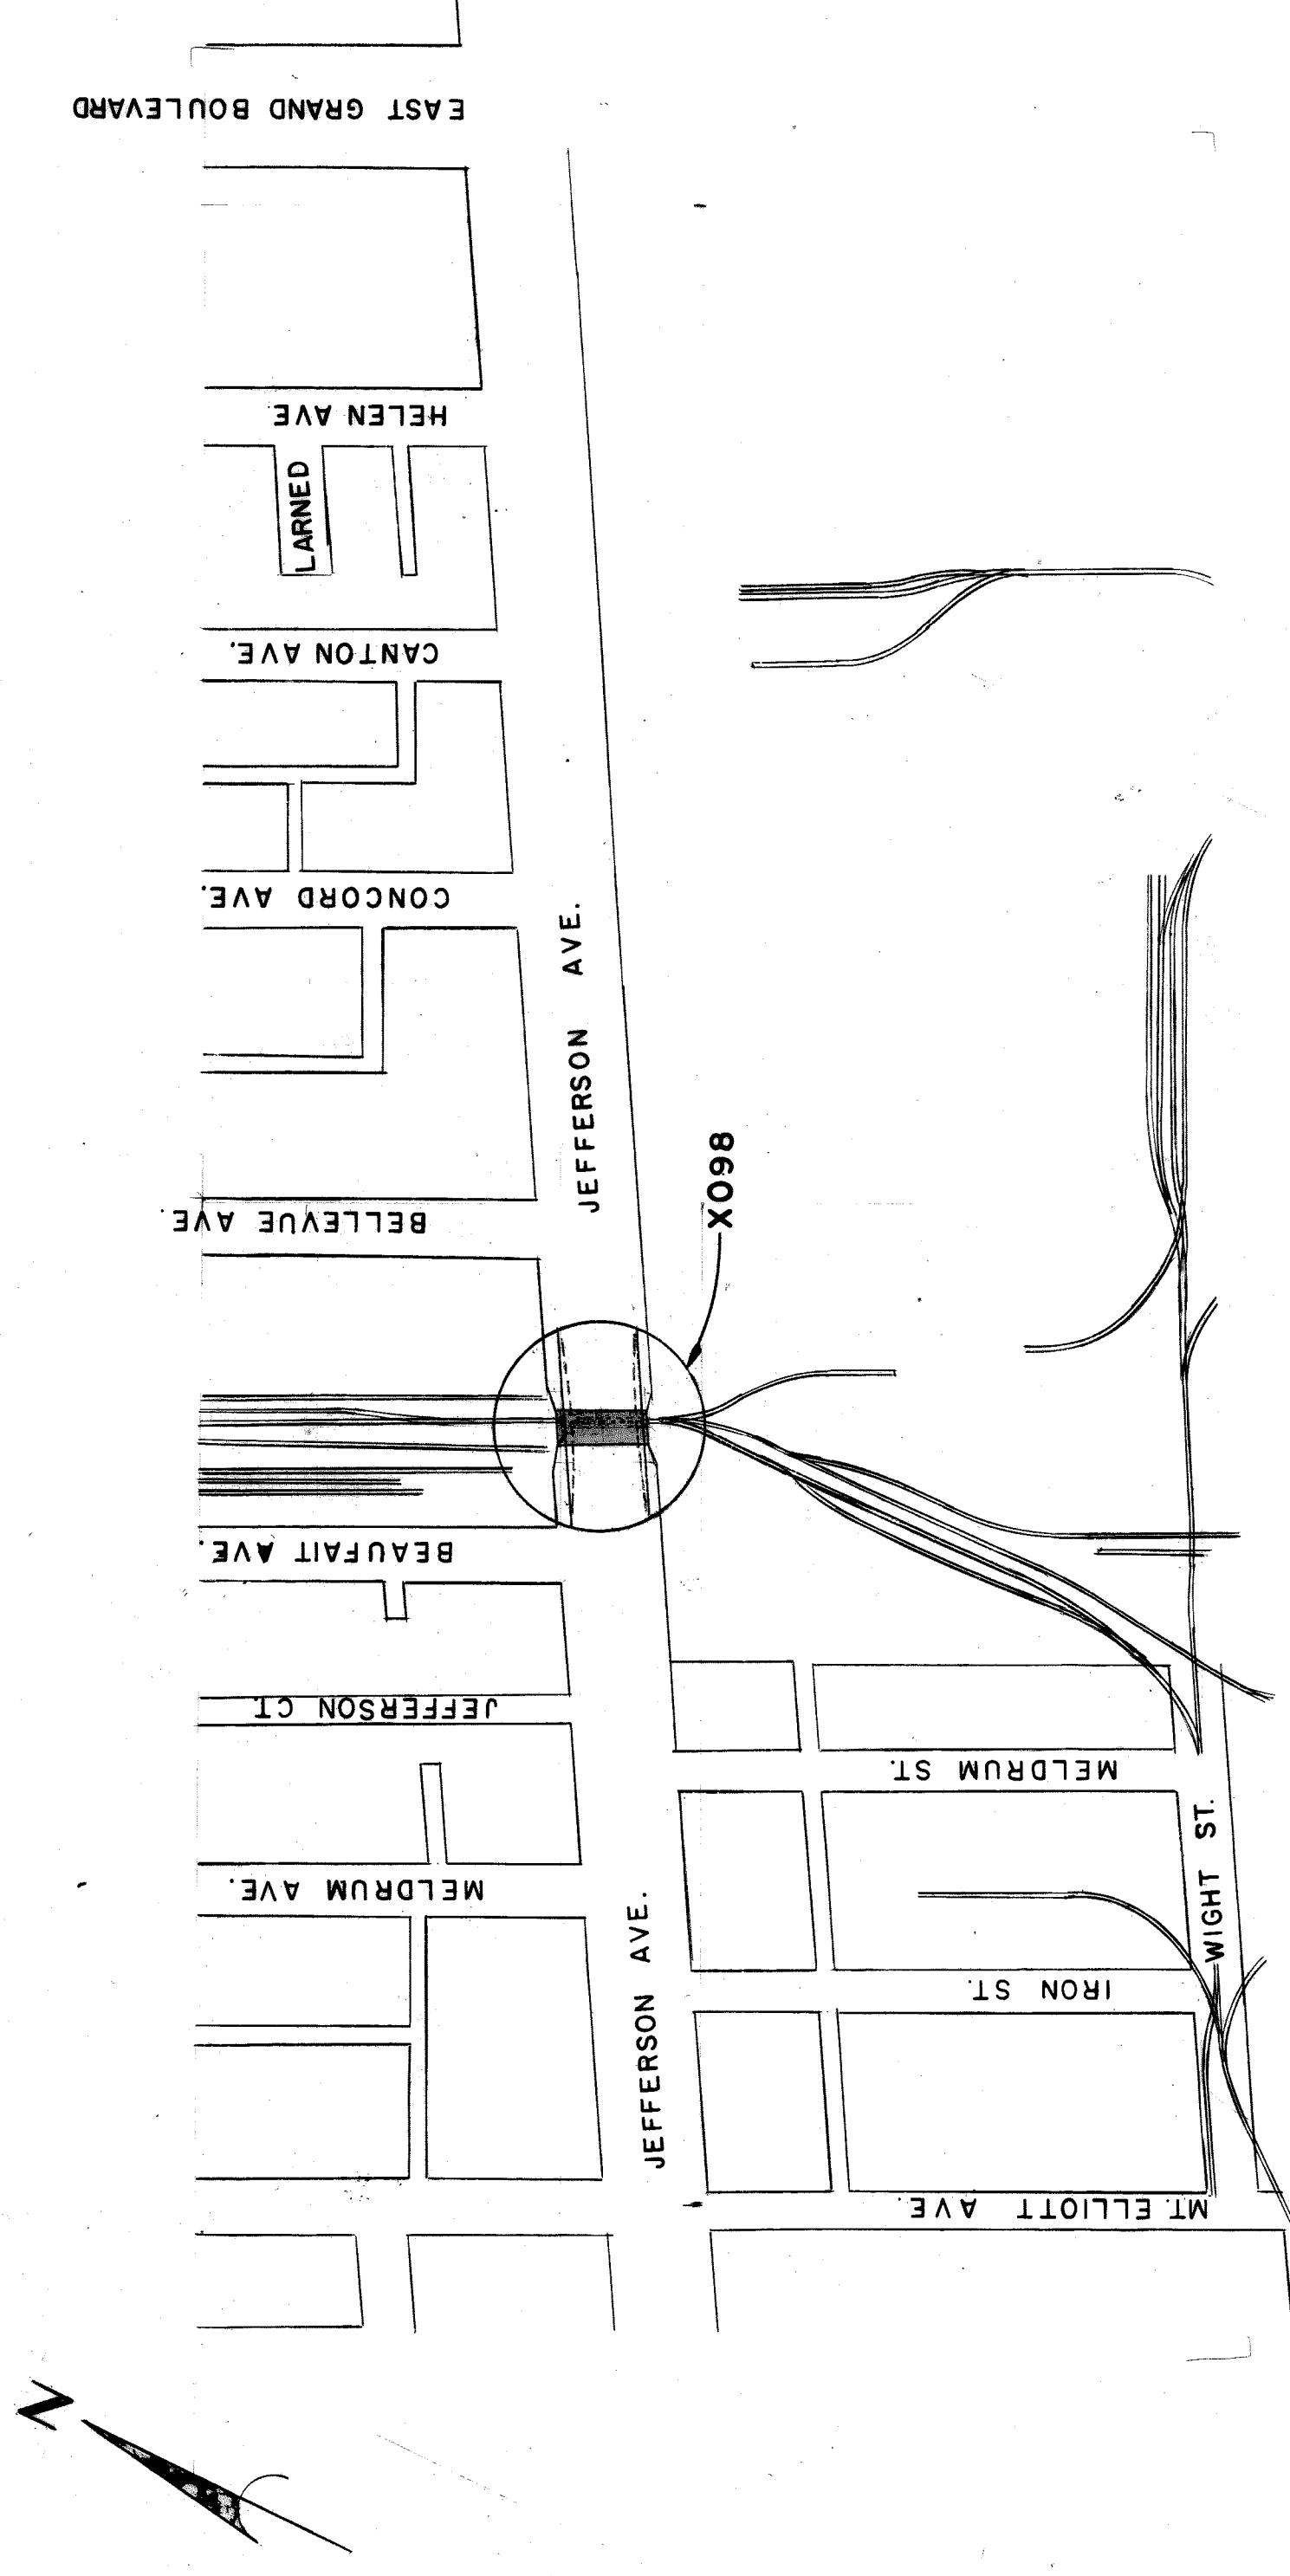 EAST GRAND BOULEVARD
HELEN AVE.
LARNED
CANTON AVE.
CONCORD AVE.
JEFFERSON AVE.
BELLEVUE AVE.
X098
BEAUFAIT AVE.
JEFFERSON CT.
MELDRUM ST.
WIGHT ST.
MELDRUM AVE.
JEFFERSON AVE.
IRON ST.
MT. ELLIOTT AVE.
N